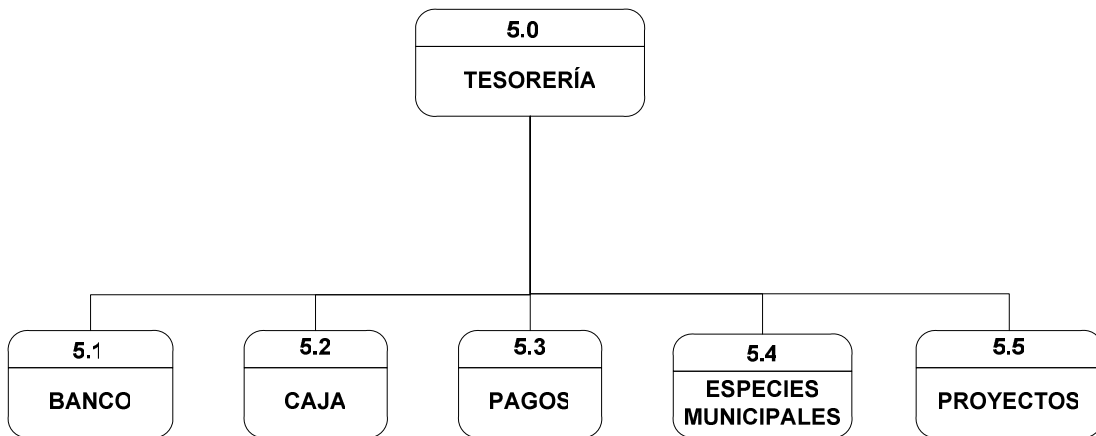 5.0
TESORERÍA
5.1
BANCO
5.2
CAJA
5.3
PAGOS
5.4
ESPECIES
MUNICIPALES
5.5
PROYECTOS